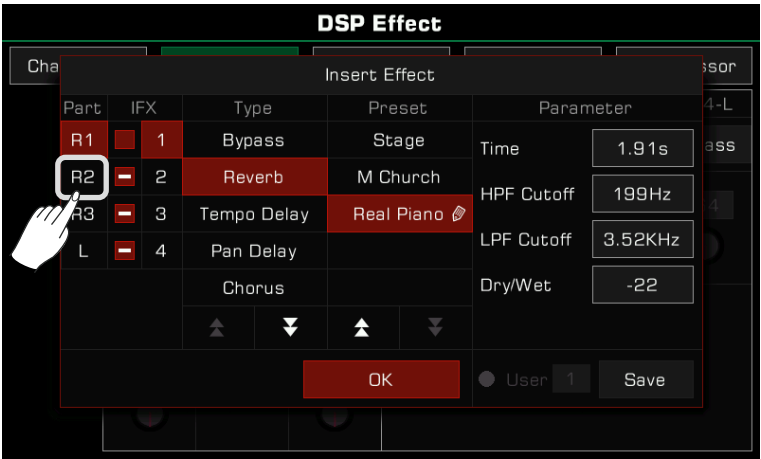 DSP Effect
Cha
ssor
Insert Effect
4-L
Part IFX Type Preset Parameter
R1 1 Bypass Stage
Time 1.91s
ass
R2 2 Reverb M Church
HPF Cutoff 199Hz
R3 3 Tempo Delay Real Piano
4
LPF Cutoff 3.52KHz
L 4 Pan Delay
Chorus
Dry/Wet -22
OK
User 1 Save